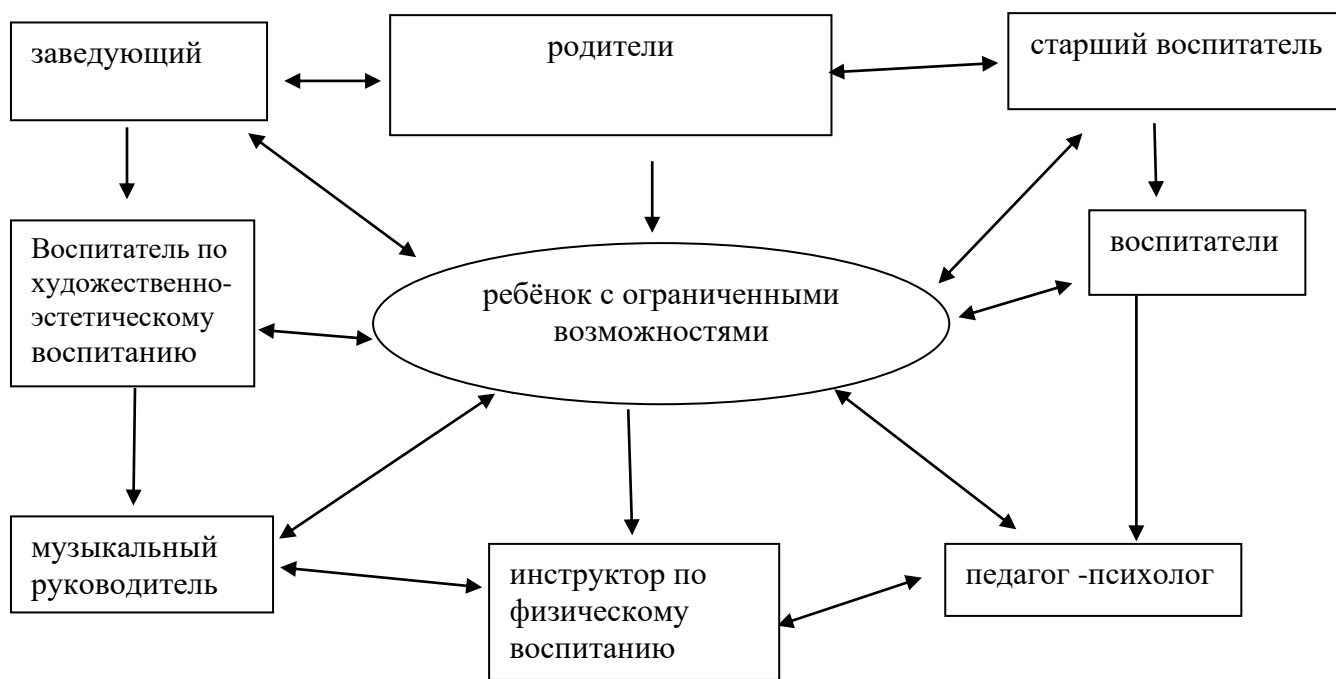 заведующий
родители
старший воспитатель
Воспитатель по
художественно-
эстетическому
воспитанию
ребёнок с ограниченными
возможностями
воспитатели
музыкальный
руководитель
инструктор по
физическому
воспитанию
педагог -психолог